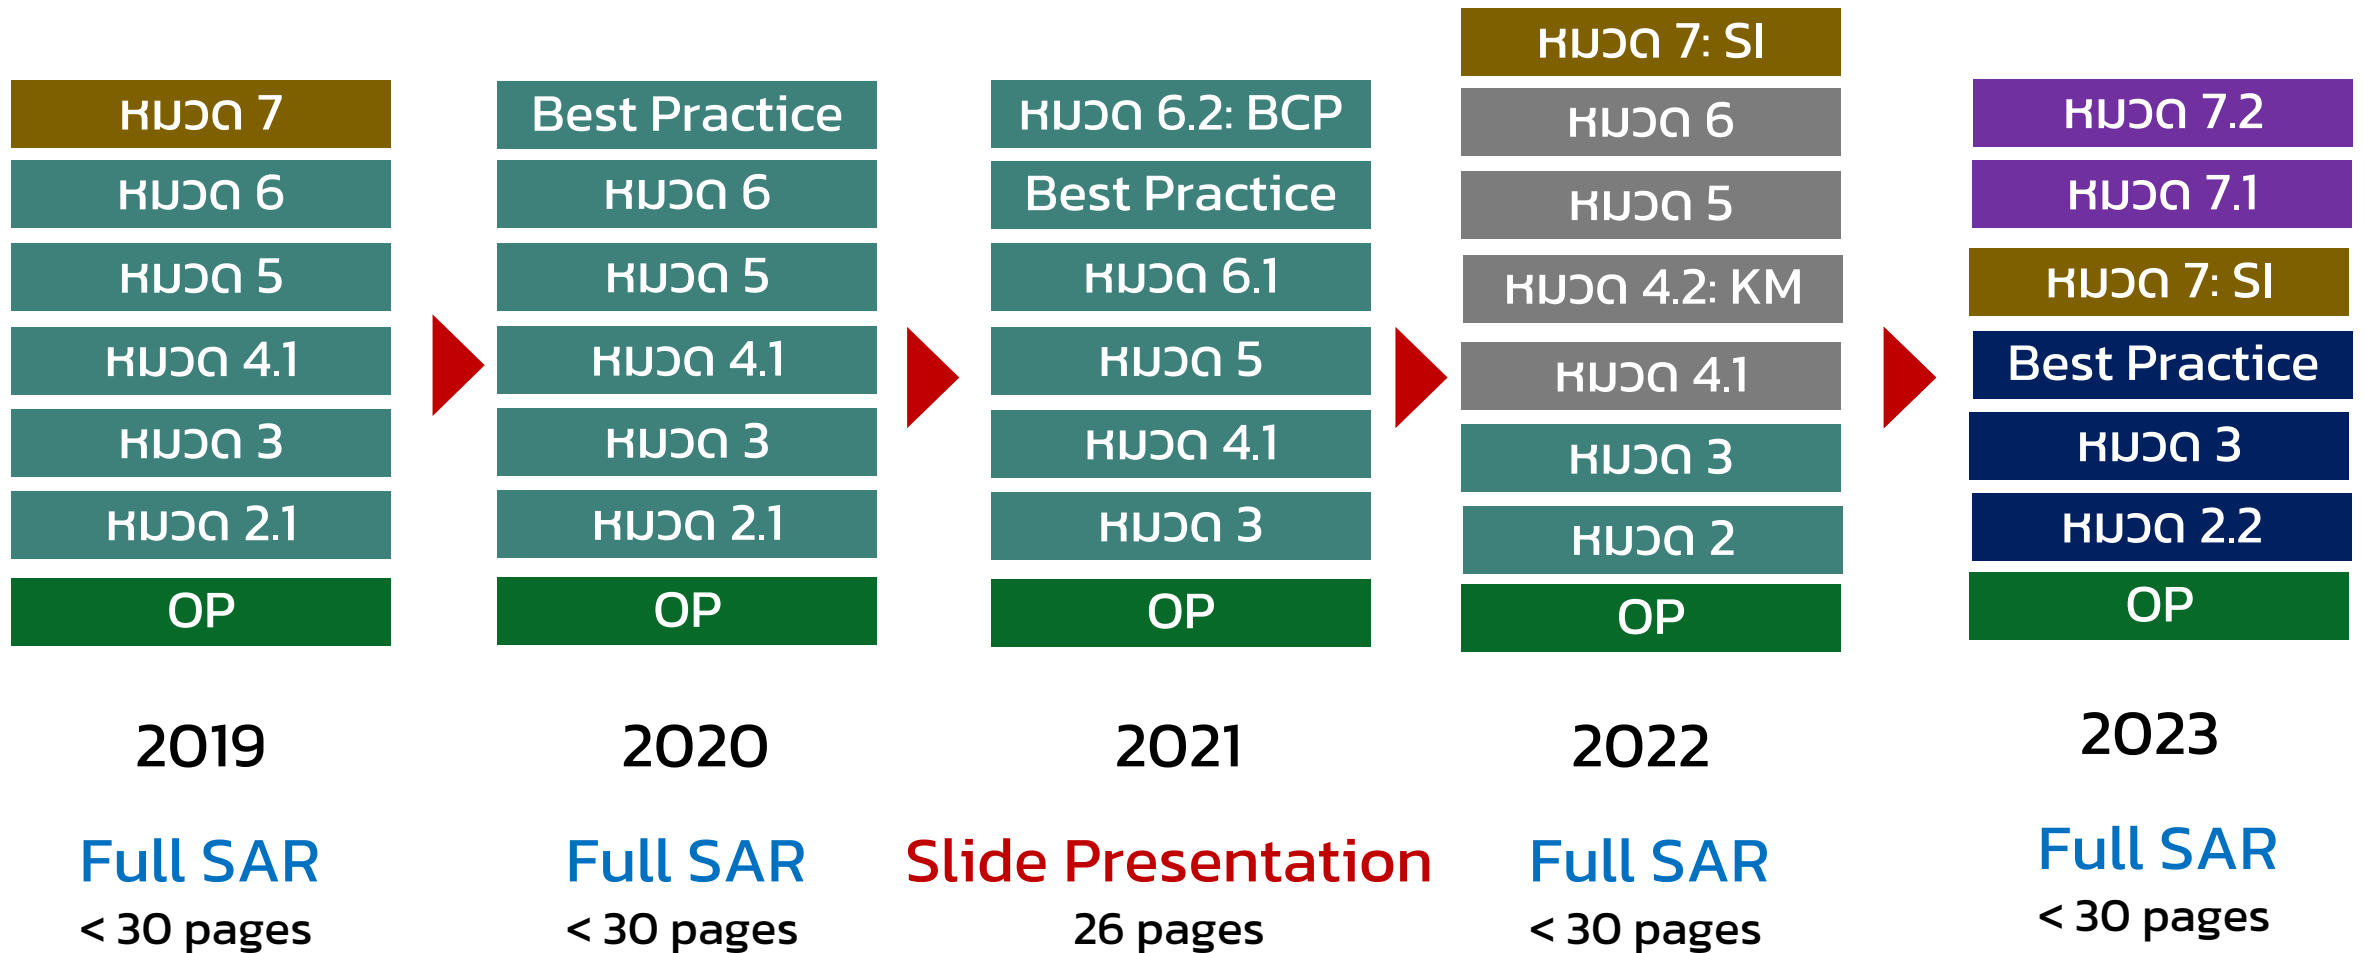 หมวด 7
หมวด 6
หมวด 5
หมวด 4.1
หมวด 3
หมวด 2.1
OP
2019
Full SAR
< 30 pages
Best Practice
หมวด 6
หมวด 5
หมวด 4.1
หมวด 3
หมวด 2.1
OP
2020
Full SAR
< 30 pages
หมวด 6.2: BCP
Best Practice
หมวด 6.1
หมวด 5
หมวด 4.1
หมวด 3
OP
2021
Slide Presentation
26 pages
หมวด 7: SI
หมวด 6
หมวด 5
หมวด 4.2: KM
หมวด 4.1
หมวด 3
หมวด 2
OP
2022
Full SAR
< 30 pages
หมวด 7.2
หมวด 7.1
หมวด 7: SI
Best Practice
หมวด 3
หมวด 2.2
OP
2023
Full SAR
< 30 pages